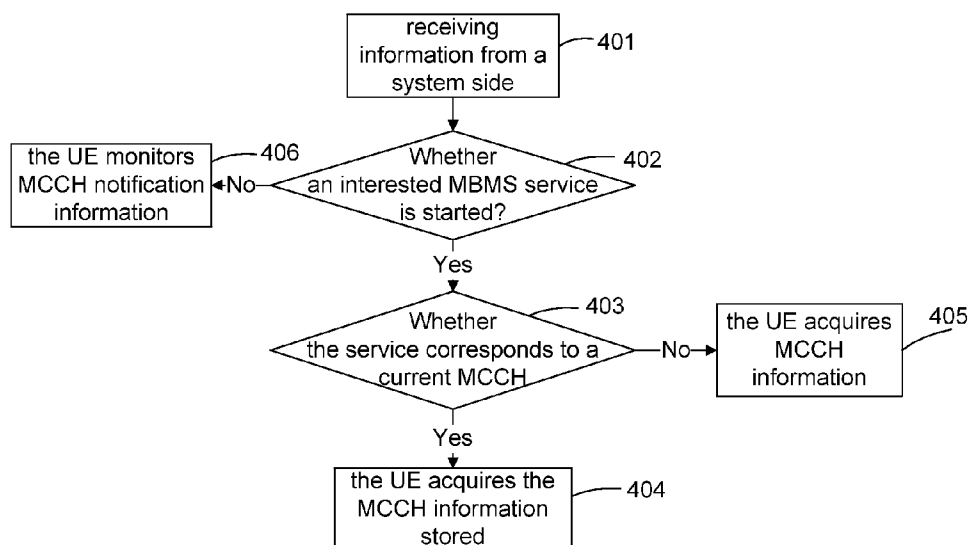 receiving
information from a
system side
401
Whether
an interested MBMS service
is started?
402
No
the UE monitors
MCCH notification
information
406
Yes
Whether
the service corresponds to a
current MCCH
403
No
the UE acquires
MCCH
information
405
Yes
the UE acquires the
MCCH information
stored
404